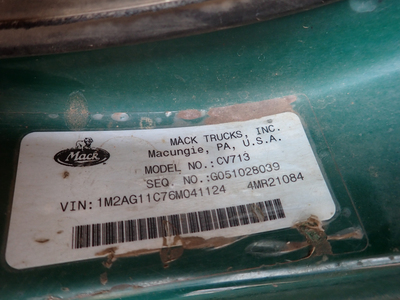 Mack
MACK TRUCKS, INC.
Macungie, PA, U.S.A.
MODEL NO.:CV713
SEQ. NO.:G051028039
VIN:1M2AG11C76M041124 4MR21084